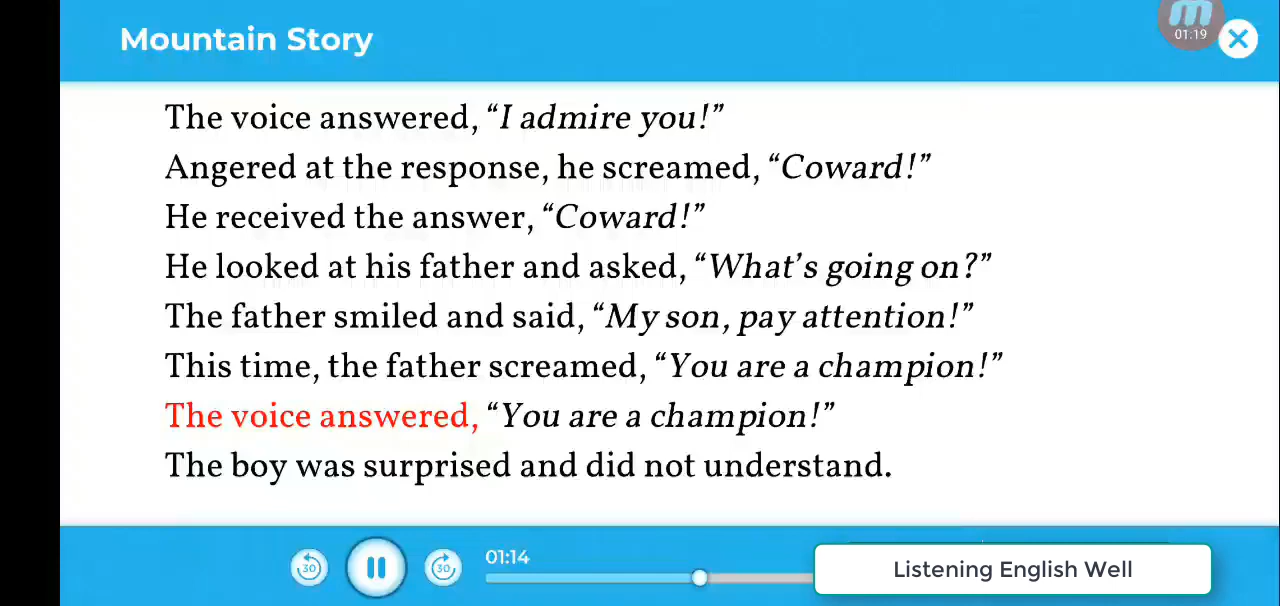 Mountain Story
01:19
The voice answered, “I admire you!”
Angered at the response, he screamed, “Coward!”
He received the answer, “Coward!”
He looked at his father and asked, “What’s going on?”
The father smiled and said, “My son, pay attention!”
This time, the father screamed, “You are a champion!”
The voice answered, “You are a champion!”
The boy was surprised and did not understand.
30
30
01:14
Listening English Well